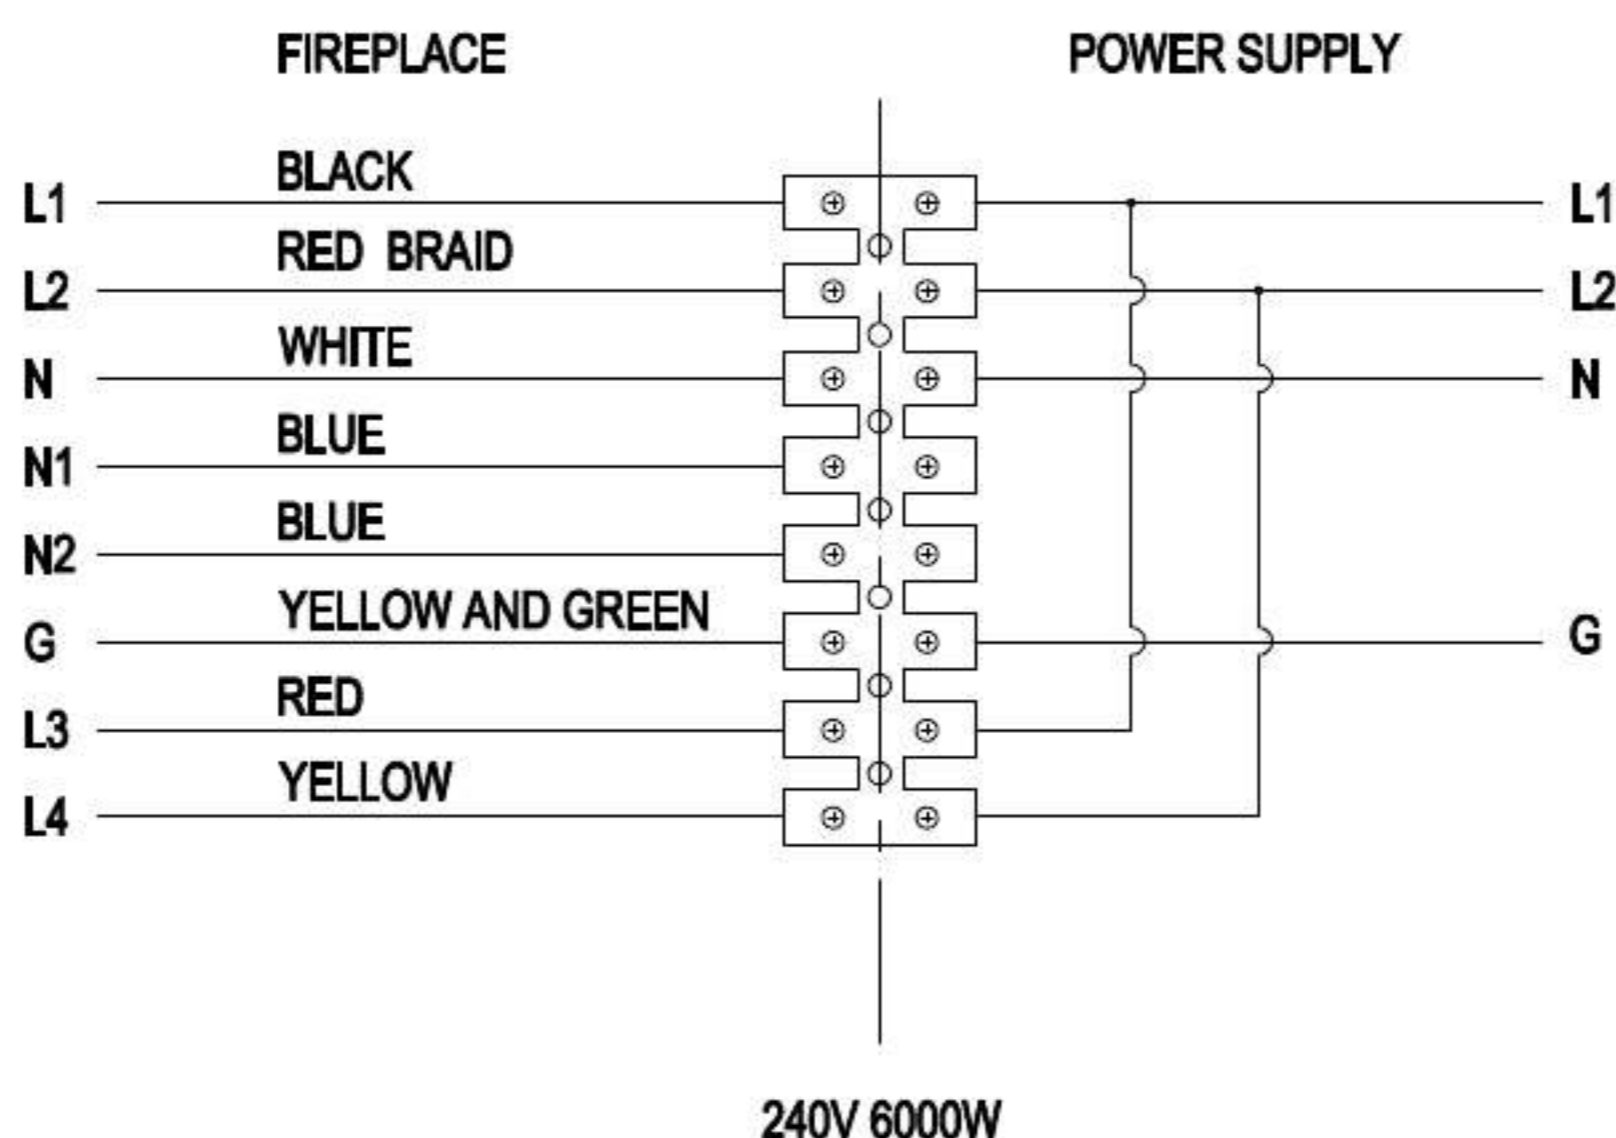 FIREPLACE POWER SUPPLY
BLACK
L1 L1
RED BRAID
L2 L2
WHITE
N N
BLUE
N1
BLUE
N2
YELLOW AND GREEN
G G
RED
L3
YELLOW
L4
240V 6000W